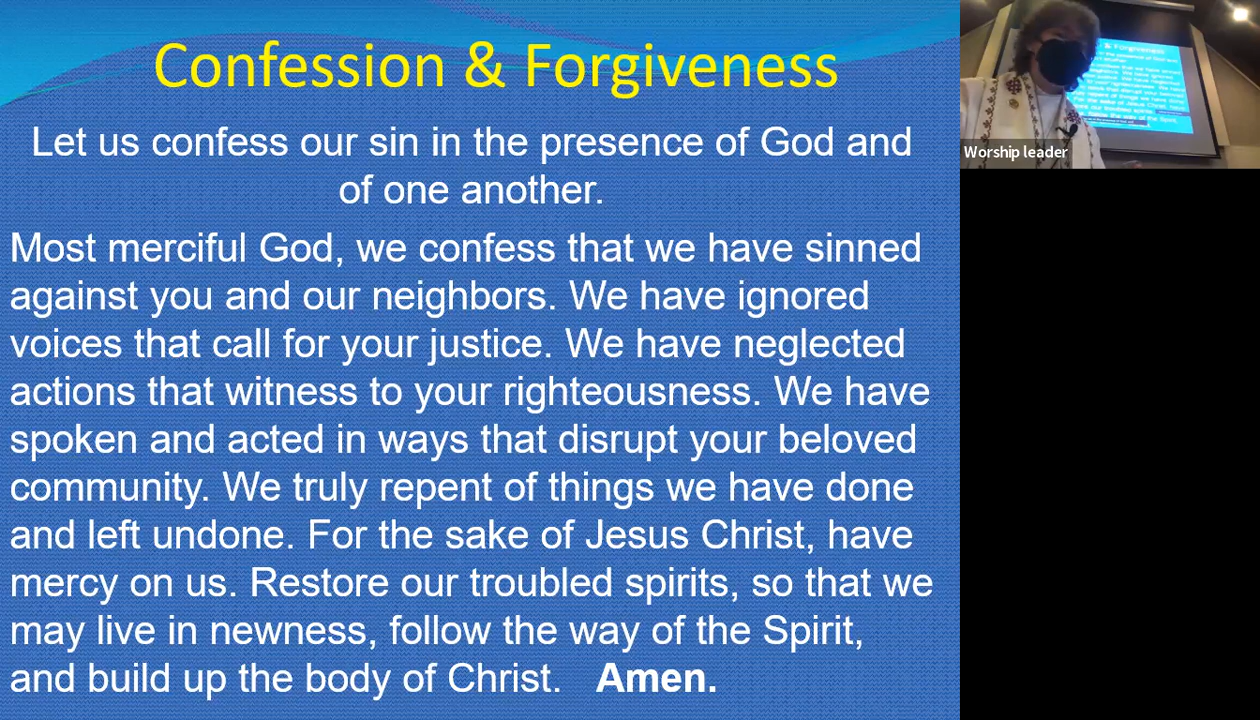 Confession & Forgiveness
Let us confess our sin in the presence of God and
of one another.
Most merciful God, we confess that we have sinned
against you and our neighbors. We have ignored
voices that call for your justice. We have neglected
actions that witness to your righteousness. We have
spoken and acted in ways that disrupt your beloved
community. We truly repent of things we have done
and left undone. For the sake of Jesus Christ, have
mercy on us. Restore our troubled spirits, so that we
may live in newness, follow the way of the Spirit,
and build up the body of Christ. Amen.
& Forgiveness
Worship leader